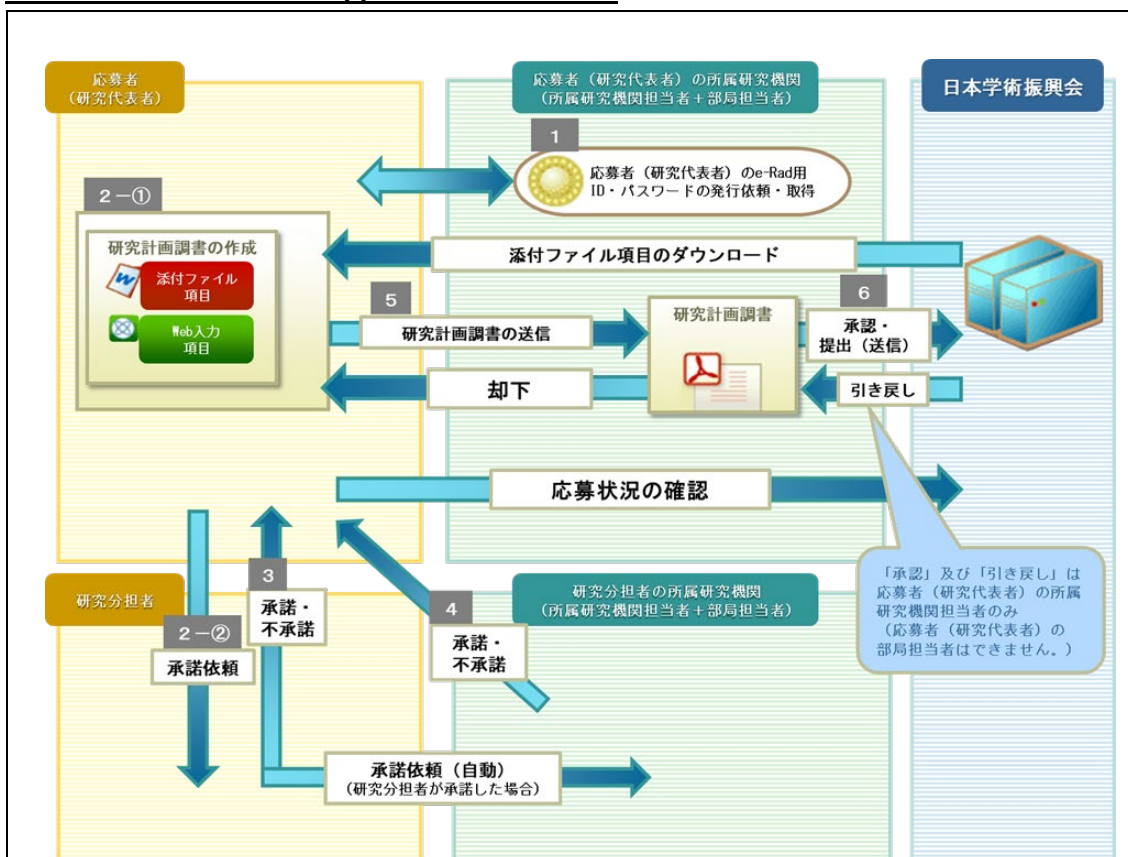 応募者
（研究代表者）
応募者（研究代表者）の所属研究機関
（所属研究機関担当者＋部局担当者）
日本学術振興会
1
応募者（研究代表者）のe-Rad用
ID・パスワードの発行依頼・取得
2－①
研究計画調書の作成
添付ファイル
項目
Web入力
項目
添付ファイル項目のダウンロード
5
研究計画調書の送信
研究計画調書
6
承認・
提出（送信）
却下
引き戻し
応募状況の確認
「承認」及び「引き戻し」は
応募者（研究代表者）の所属
研究機関担当者のみ
（応募者（研究代表者）の
部局担当者はできません。）
研究分担者
研究分担者の所属研究機関
（所属研究機関担当者＋部局担当者）
2－②
承諾依頼
3
承諾・
不承諾
4
承諾・
不承諾
承諾依頼（自動）
（研究分担者が承諾した場合）